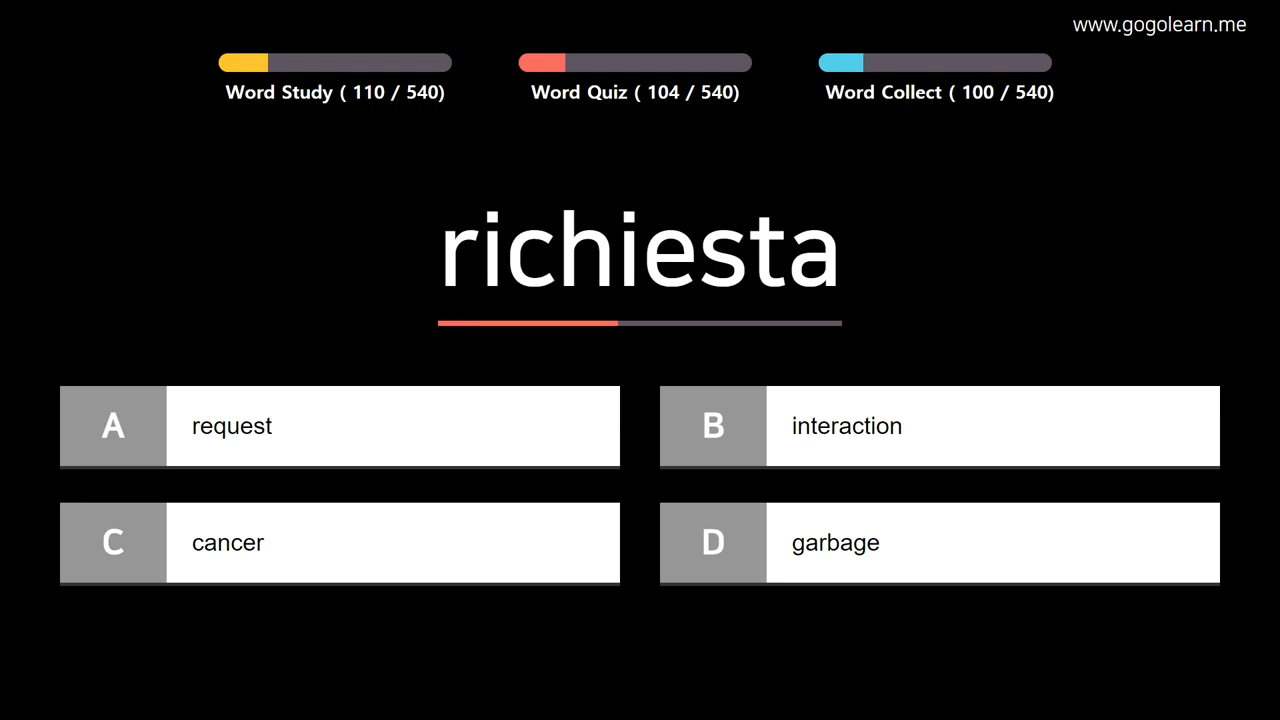 www.gogolearn.me
Word Study ( 110 / 540)
Word Quiz ( 104 / 540)
Word Collect ( 100 / 540)
richiesta
A request
B interaction
C cancer
D garbage